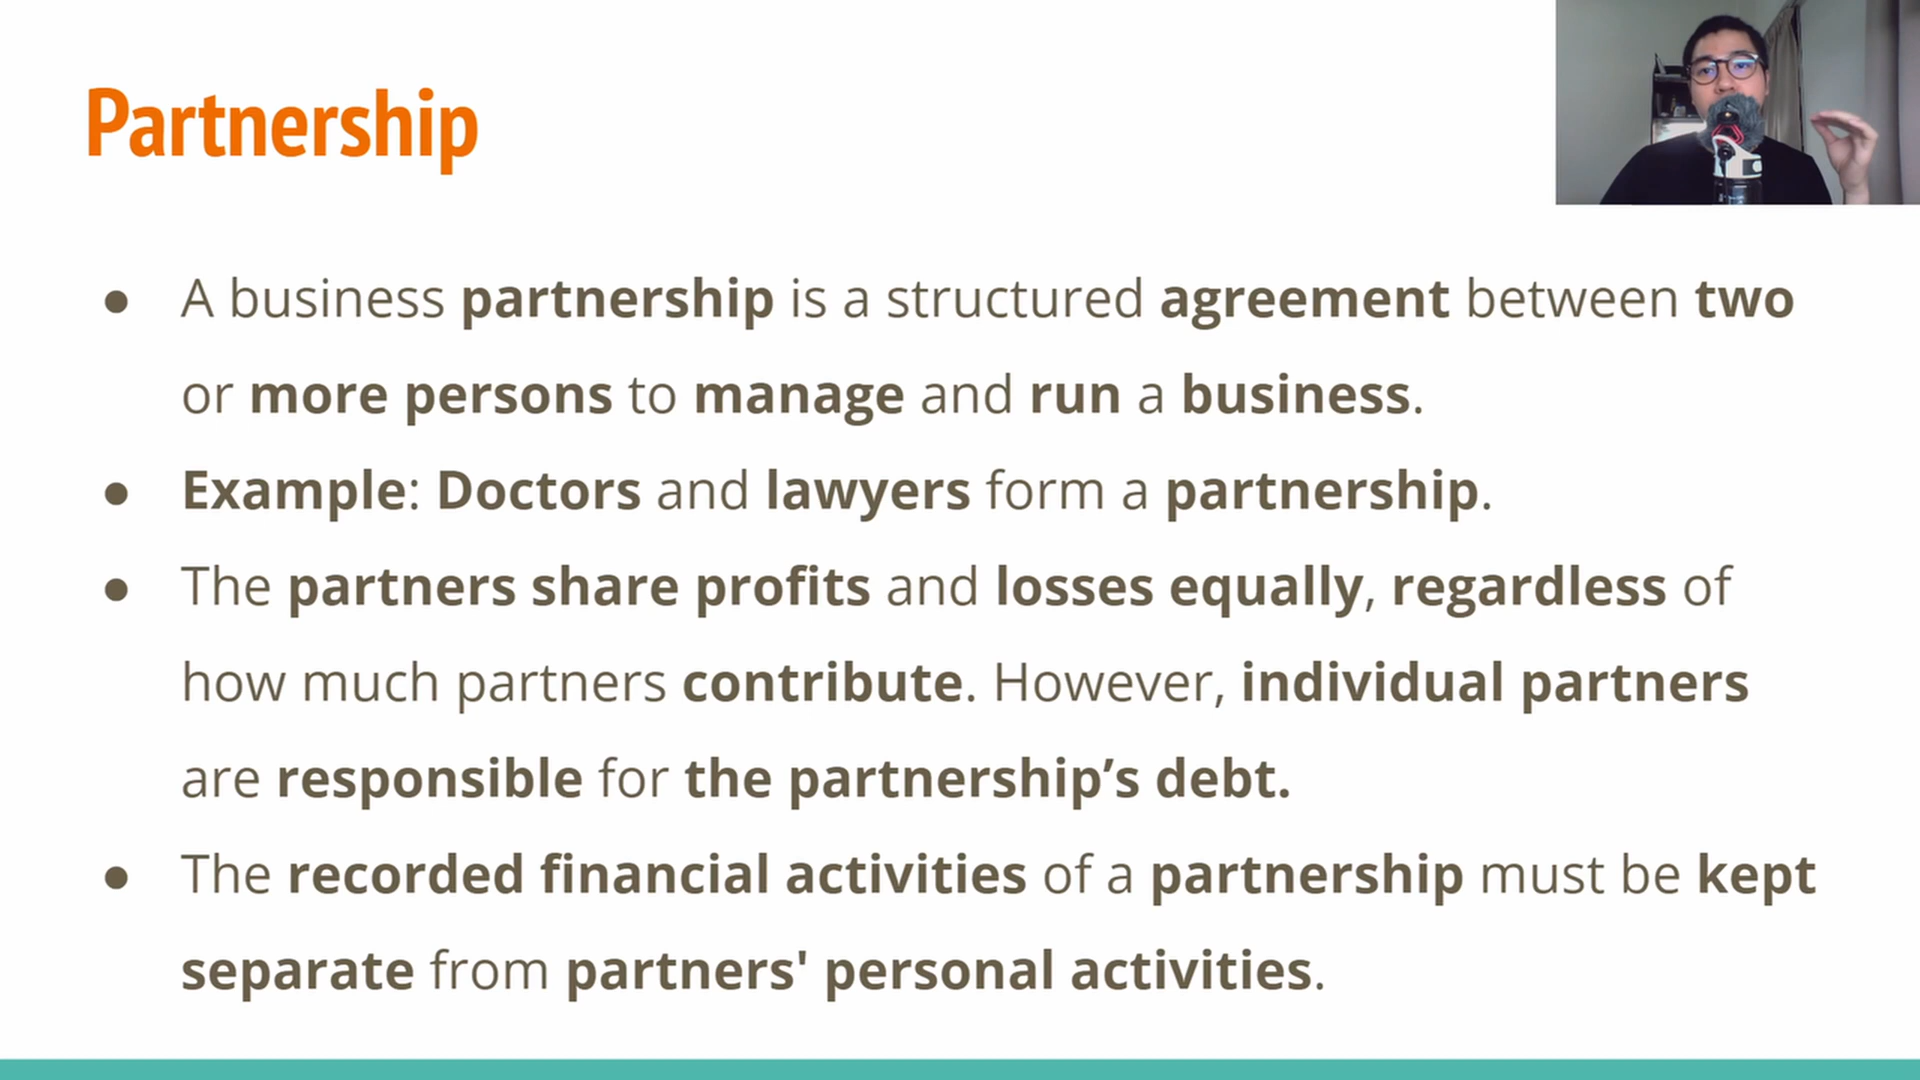 Partnership
● A business partnership is a structured agreement between two
or more persons to manage and run a business.
● Example: Doctors and lawyers form a partnership.
● The partners share profits and losses equally, regardless of
how much partners contribute. However, individual partners
are responsible for the partnership’s debt.
● The recorded financial activities of a partnership must be kept
separate from partners' personal activities.